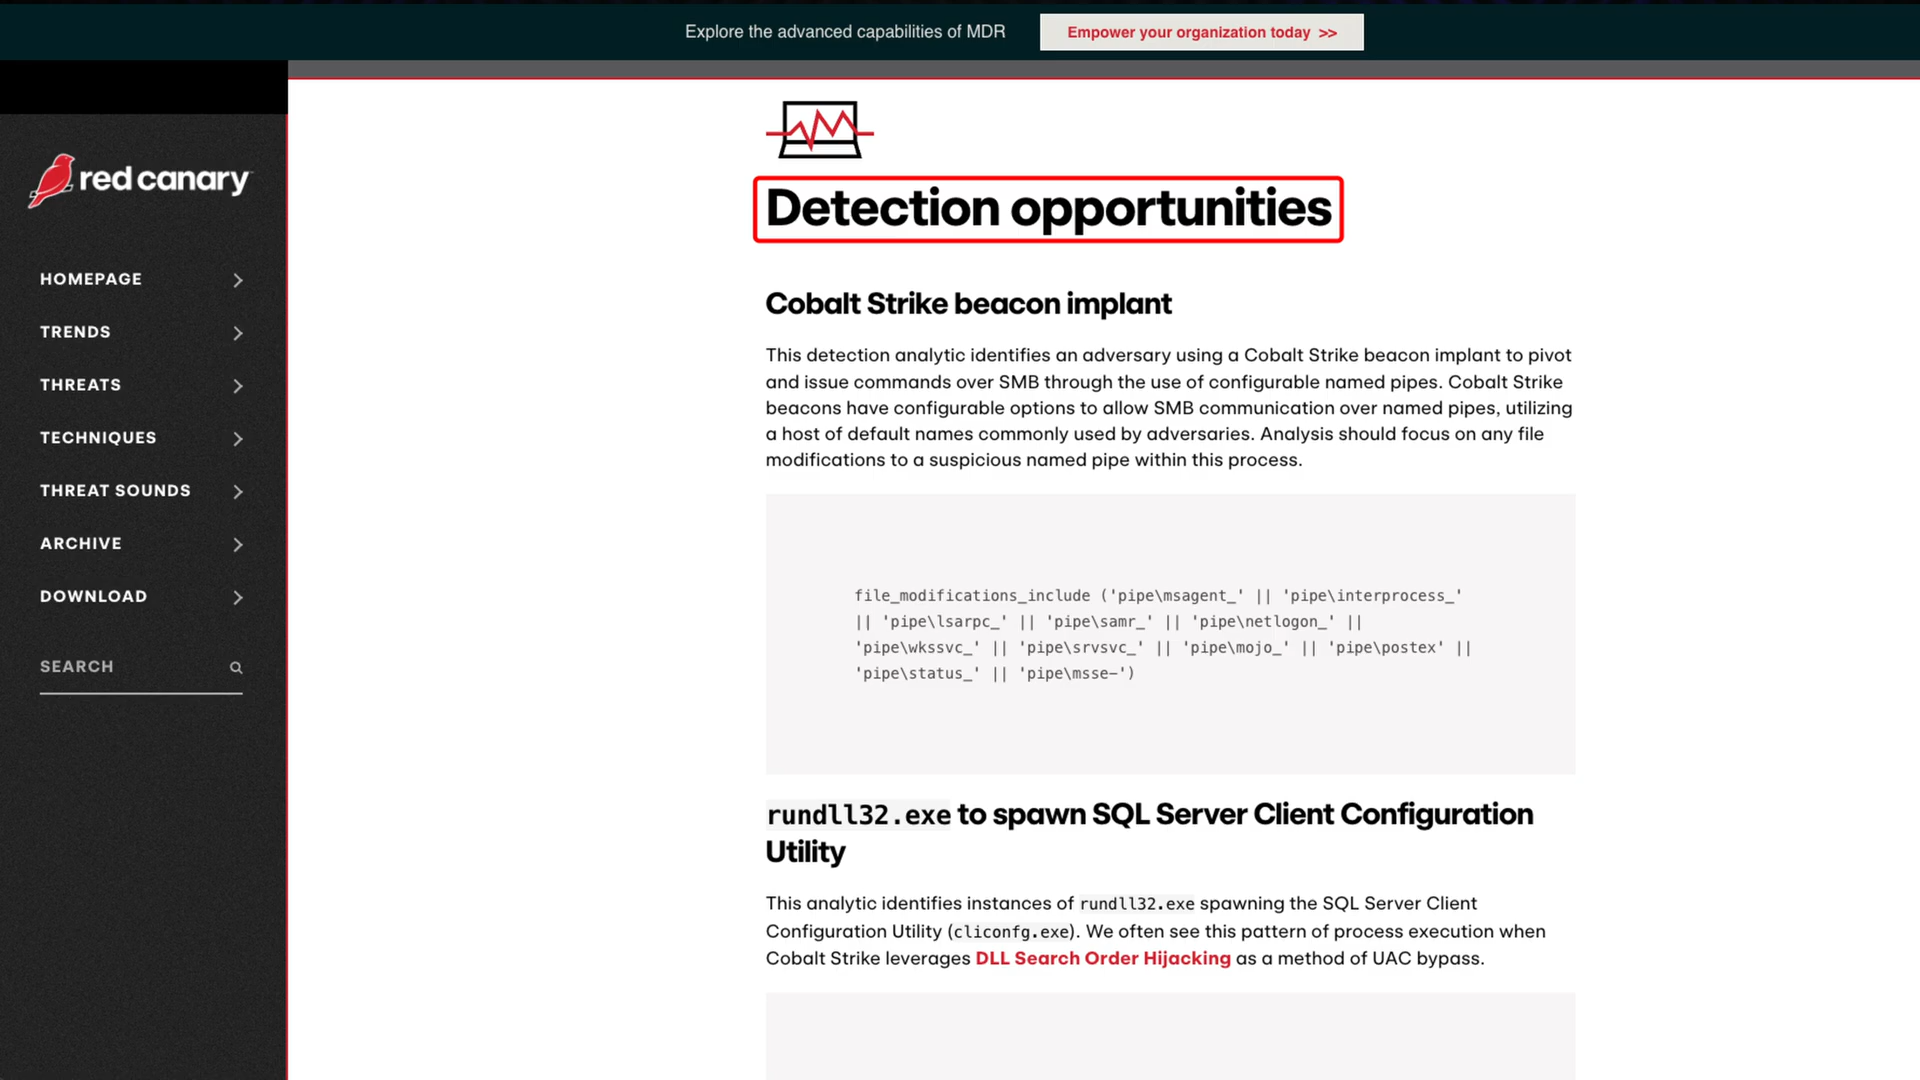 Explore the advanced capabilities of MDR
Empower your organization today >>
red canary
HOMEPAGE
TRENDS
THREATS
TECHNIQUES
THREAT SOUNDS
ARCHIVE
DOWNLOAD
SEARCH
Detection opportunities
Cobalt Strike beacon implant
This detection analytic identifies an adversary using a Cobalt Strike beacon implant to pivot
and issue commands over SMB through the use of configurable named pipes. Cobalt Strike
beacons have configurable options to allow SMB communication over named pipes, utilizing
a host of default names commonly used by adversaries. Analysis should focus on any file
modifications to a suspicious named pipe within this process.
file_modifications_include ('pipe\msagent_' || 'pipe\interprocess_'
|| 'pipe\lsarpc_' || 'pipe\samr_' || 'pipe\netlogon_' ||
'pipe\wkssvc_' || 'pipe\srvsvc_' || 'pipe\mojo_' || 'pipe\postex' ||
'pipe\status_' || 'pipe\msse-')
rundll32.exe to spawn SQL Server Client Configuration
Utility
This analytic identifies instances of rundll32.exe spawning the SQL Server Client
Configuration Utility (cliconfg.exe). We often see this pattern of process execution when
Cobalt Strike leverages DLL Search Order Hijacking as a method of UAC bypass.